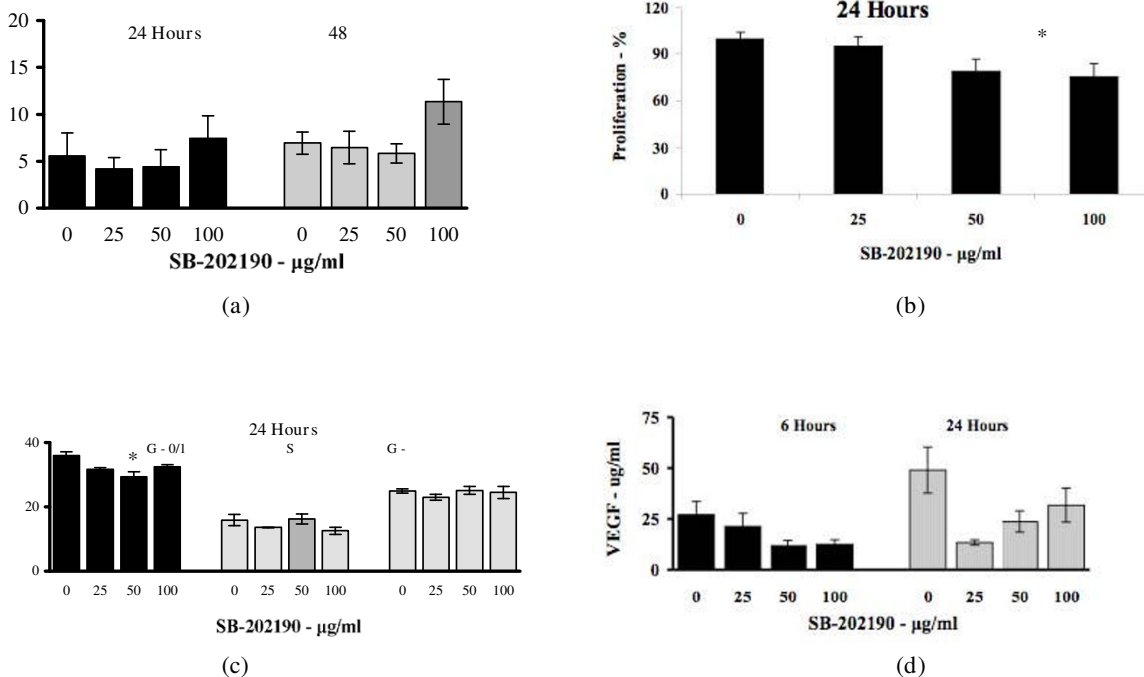 20
15
10
5
0
24 Hours 48
0 25 50 100 0 25 50 100
SB-202190 - μg/ml
(a)
24 Hours
*
120
90
60
30
0
Proliferation - %
0 25 50 100
SB-202190 - μg/ml
(b)
24 Hours
G - 0/1 S G -
*
40
20
0
0 25 50 100 0 25 50 100 0 25 50 100
SB-202190 - μg/ml
(c)
75
50
25
0
VEGF - ug/ml
6 Hours 24 Hours
0 25 50 100 0 25 50 100
SB-202190 - μg/ml
(d)